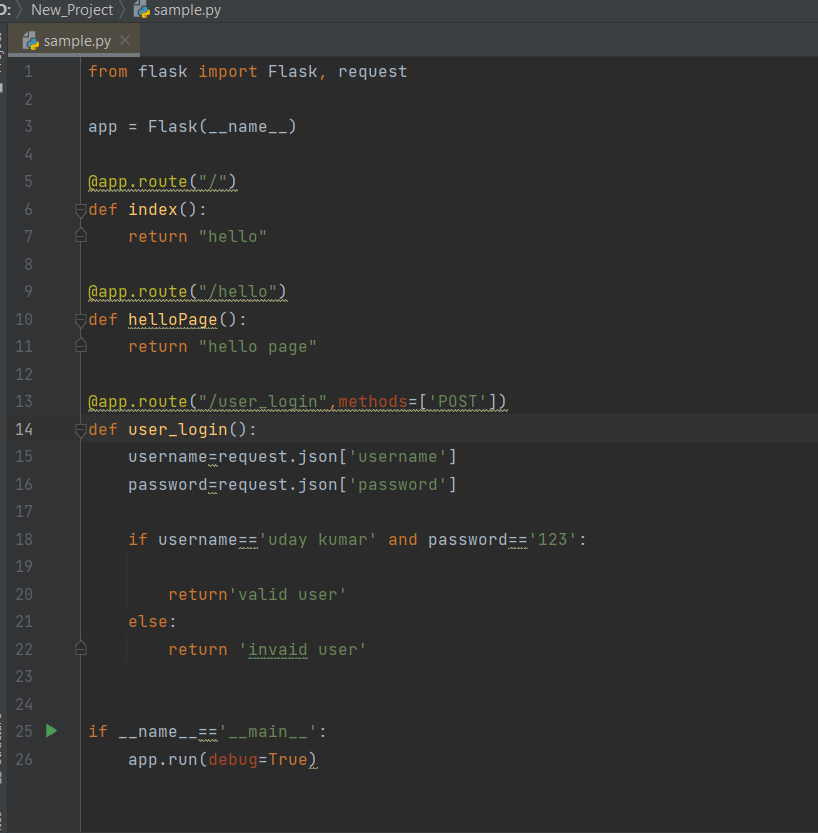 New_Project sample.py
sample.py
1 from flask import Flask, request
2
3 app = Flask(__name__)
4
5 @app.route("/")
6 def index():
7 return "hello"
8
9 @app.route("/hello")
10 def helloPage():
11 return "hello page"
12
13 @app.route("/user_login",methods=['POST'])
14 def user_login():
15 username=request.json['username']
16 password=request.json['password']
17
18 if username=='uday kumar' and password=='123':
19
20 return'valid user'
21 else:
22 return 'invaid user'
23
24
25 if __name__=='__main__':
26 app.run(debug=True)